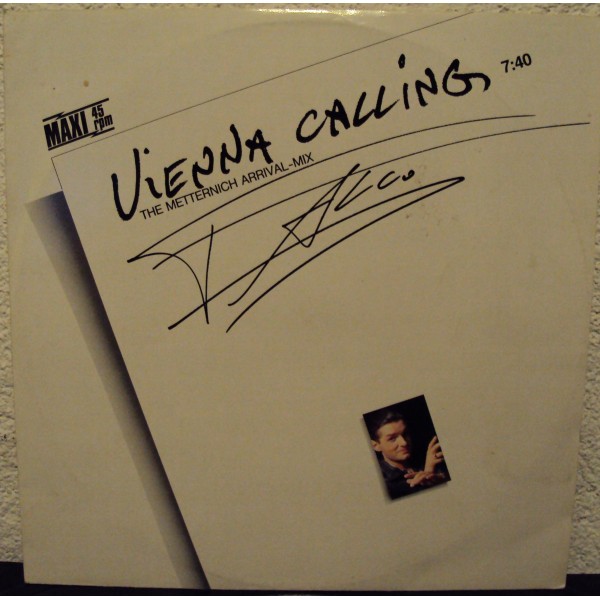 MAXI 45 rpm
VIENNA CALLING 7:40
THE METTERNICH ARRIVAL-MIX
FALCO